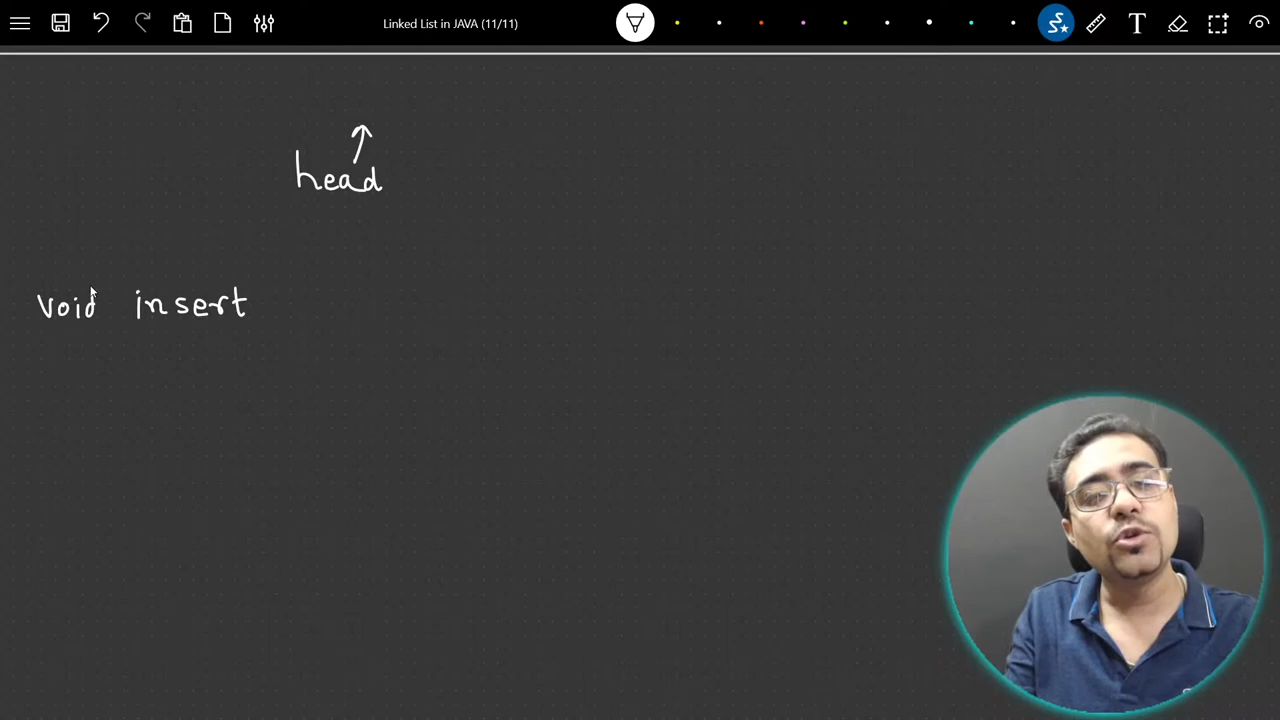 Linked List in JAVA (11/11)
T
head
void insert